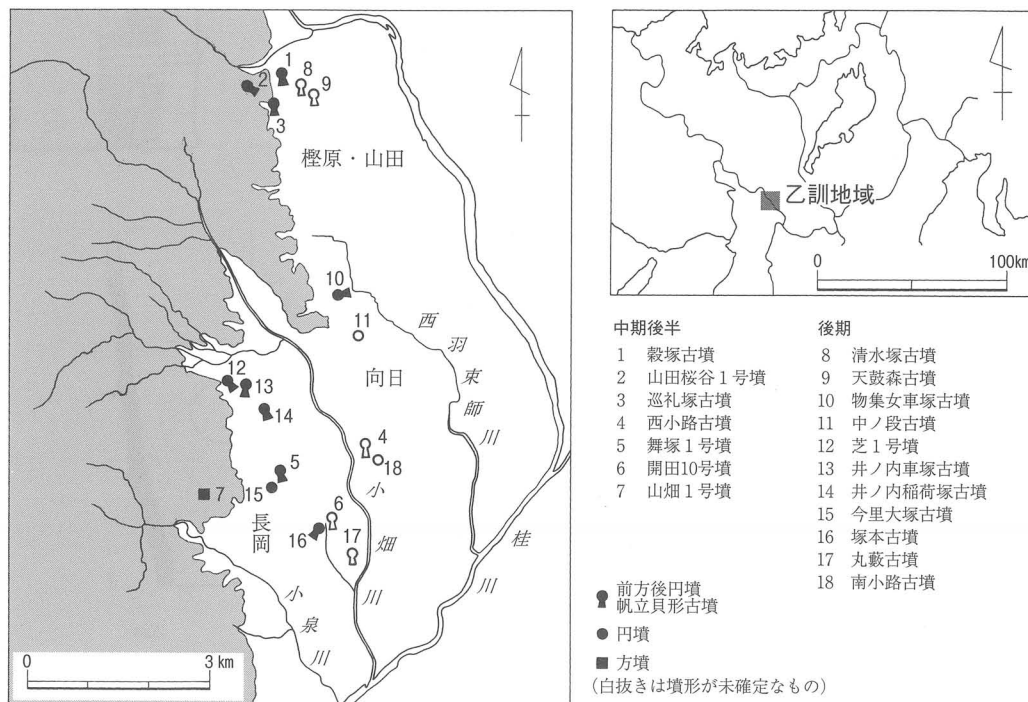 1
8
2
9
3
樫原・山田
10
西羽束師川
11
向日
12
13
14
4
5
18
小畑川
15
7
長岡
6
16
17
桂川
小泉川
0 3 km
乙訓地域
0 100km
中期後半
1 穀塚古墳
2 山田桜谷1号墳
3 巡礼塚古墳
4 西小路古墳
5 舞塚1号墳
6 開田10号墳
7 山畑1号墳
後期
8 清水塚古墳
9 天鼓森古墳
10 物集女車塚古墳
11 中ノ段古墳
12 芝1号墳
13 井ノ内車塚古墳
14 井ノ内稲荷塚古墳
15 今里大塚古墳
16 塚本古墳
17 丸藪古墳
18 南小路古墳
前方後円墳
帆立貝形古墳
円墳
方墳
(白抜きは墳形が未確定なもの)